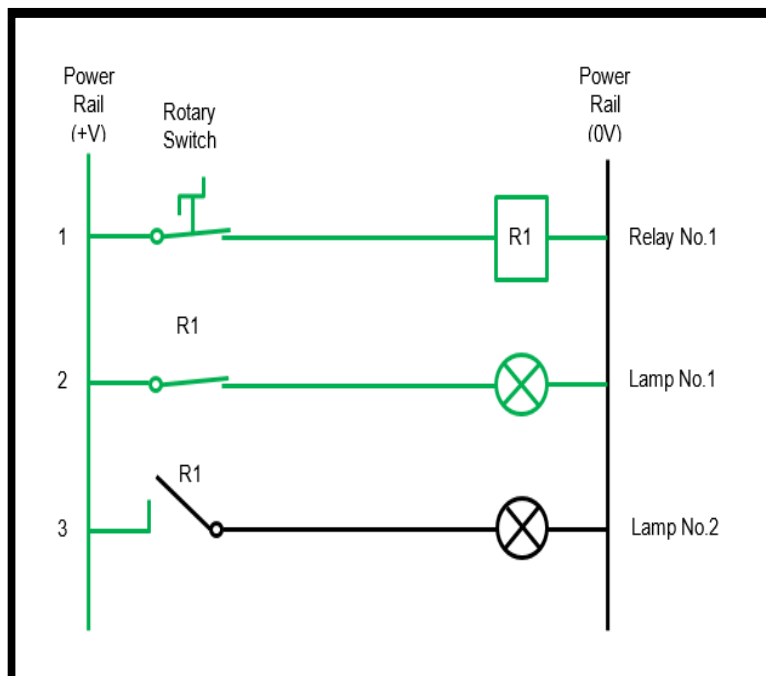 Power
Rail
(+V)
Rotary
Switch
Power
Rail
(0V)
1
R1
Relay No.1
R1
2
Lamp No.1
R1
3
Lamp No.2